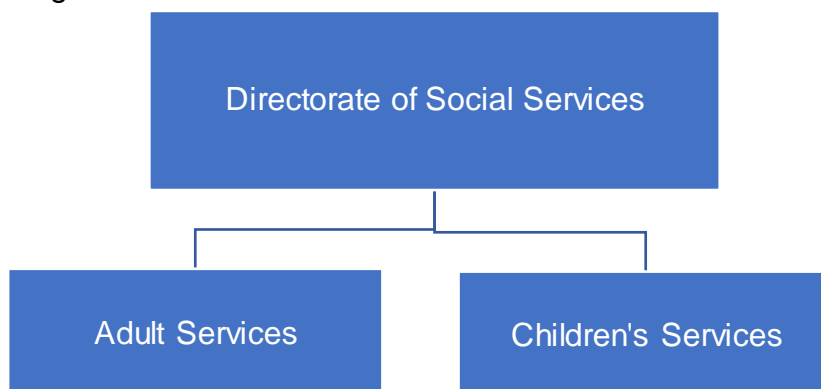 Directorate of Social Services
Adult Services
Children's Services